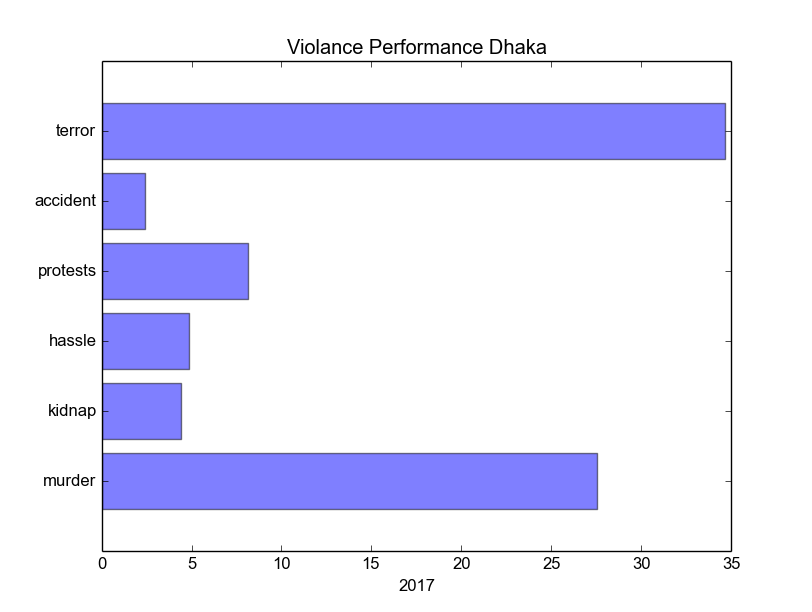 Violance Performance Dhaka
terror
accident
protests
hassle
kidnap
murder
0 5 10 15 20 25 30 35
2017